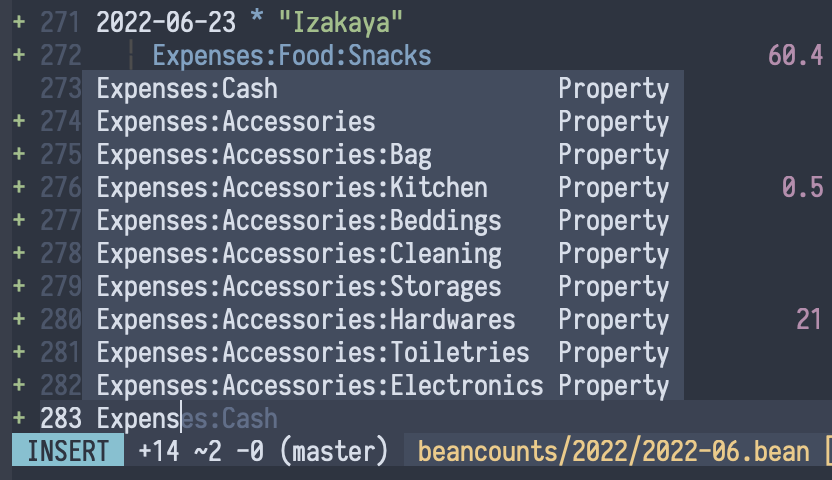 + 271 2022-06-23 * "Izakaya"
+ 272 Expenses:Food:Snacks 60.4
273 Expenses:Cash Property
+ 274 Expenses:Accessories Property
+ 275 Expenses:Accessories:Bag Property
+ 276 Expenses:Accessories:Kitchen Property 0.5
+ 277 Expenses:Accessories:Beddings Property
+ 278 Expenses:Accessories:Cleaning Property
+ 279 Expenses:Accessories:Storages Property
+ 280 Expenses:Accessories:Hardwares Property 21
+ 281 Expenses:Accessories:Toiletries Property
+ 282 Expenses:Accessories:Electronics Property
+ 283 Expenses:Cash
INSERT +14 ~2 -0 (master) beancounts/2022/2022-06.bean [